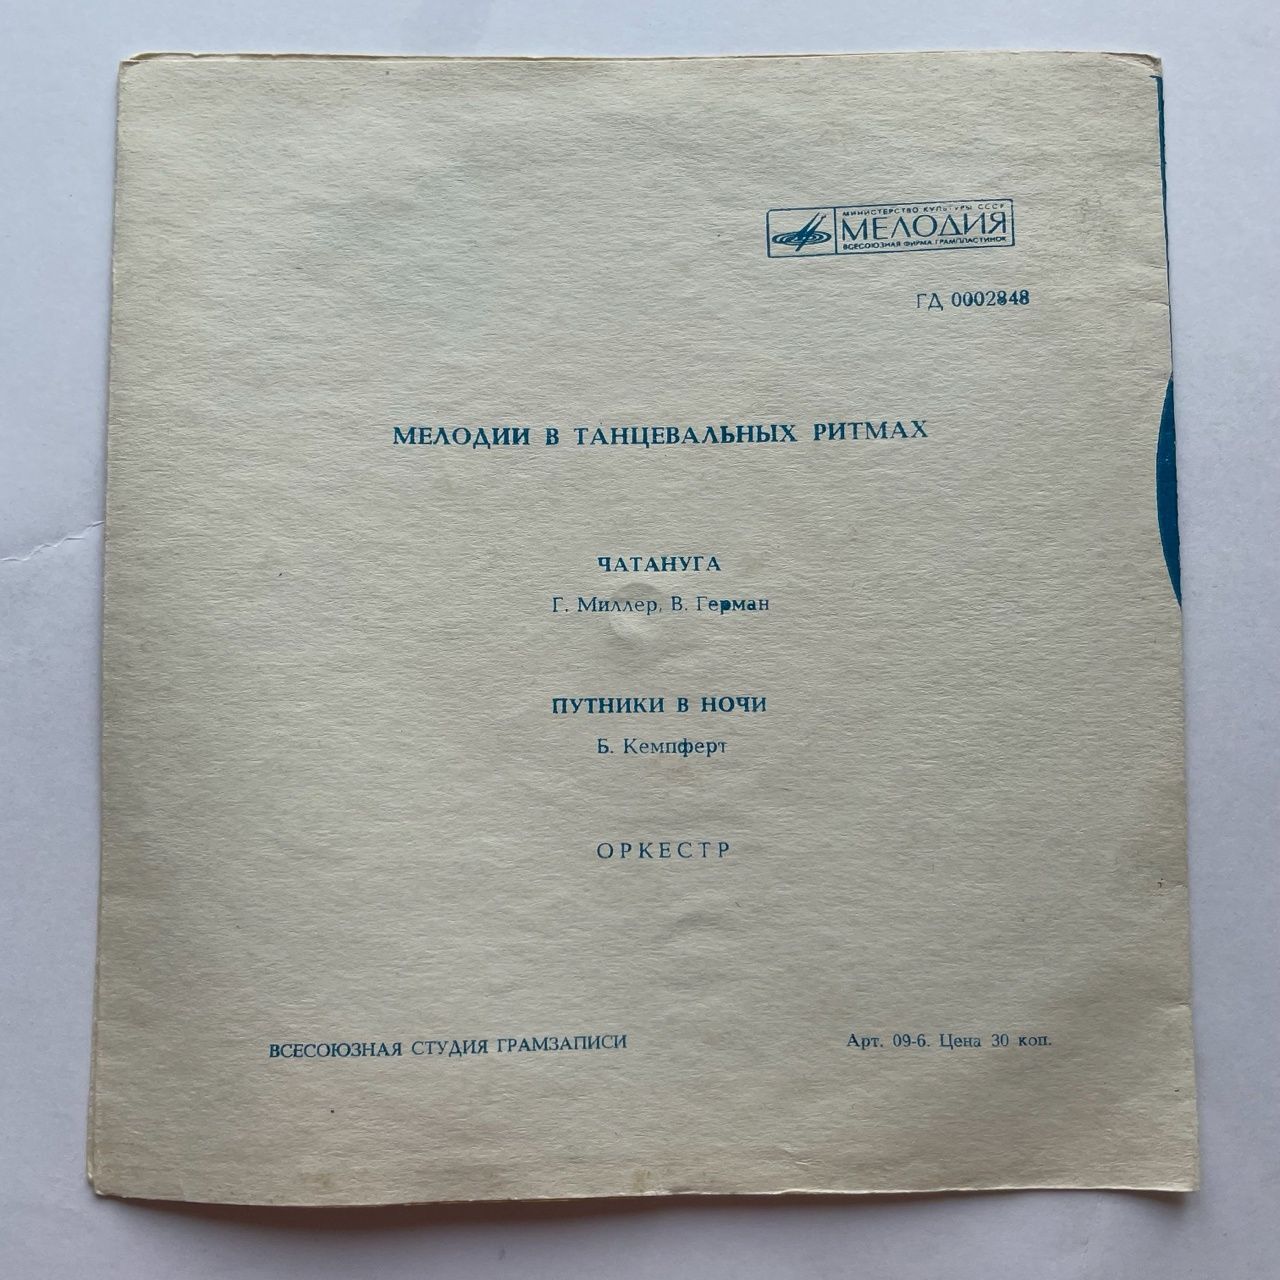 МИНИСТЕРСТВО КУЛЬТУРЫ СССР
МЕЛОДИЯ
ВСЕСОЮЗНАЯ ФИРМА ГРАМПЛАСТИНОК
ГД 0002848
МЕЛОДИИ В ТАНЦЕВАЛЬНЫХ РИТМАХ
ЧАТАНУГА
Г. Миллер, В. Герман
ПУТНИКИ В НОЧИ
Б. Кемпферт
ОРКЕСТР
ВСЕСОЮЗНАЯ СТУДИЯ ГРАМЗАПИСИ
Арт. 09-6. Цена 30 коп.